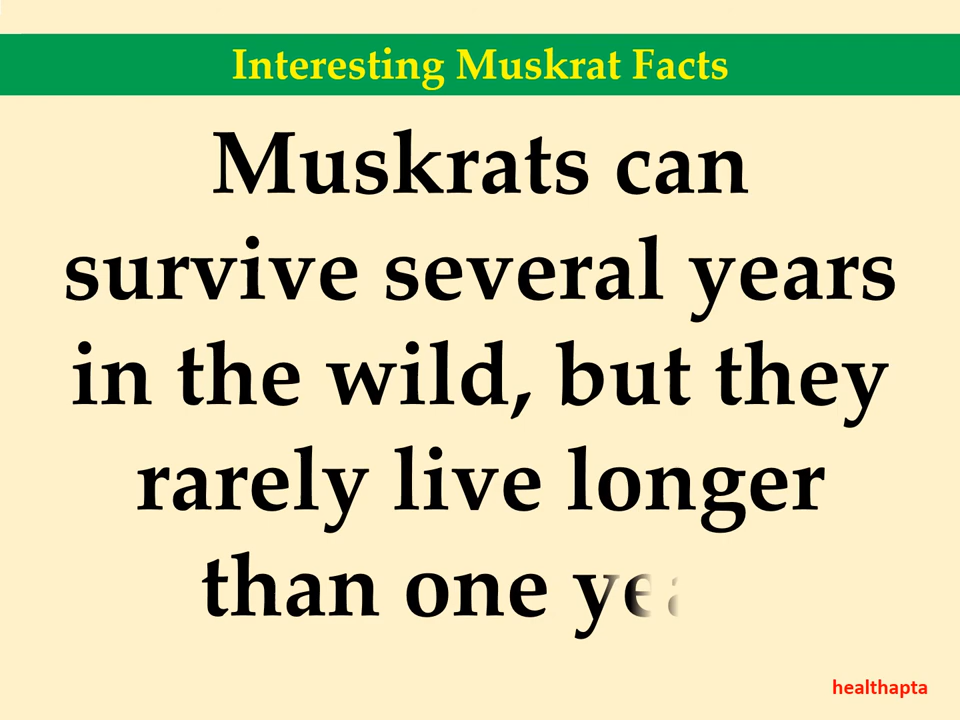 Interesting Muskrat Facts
Muskrats can
survive several years
in the wild, but they
rarely live longer
than one
healthapta